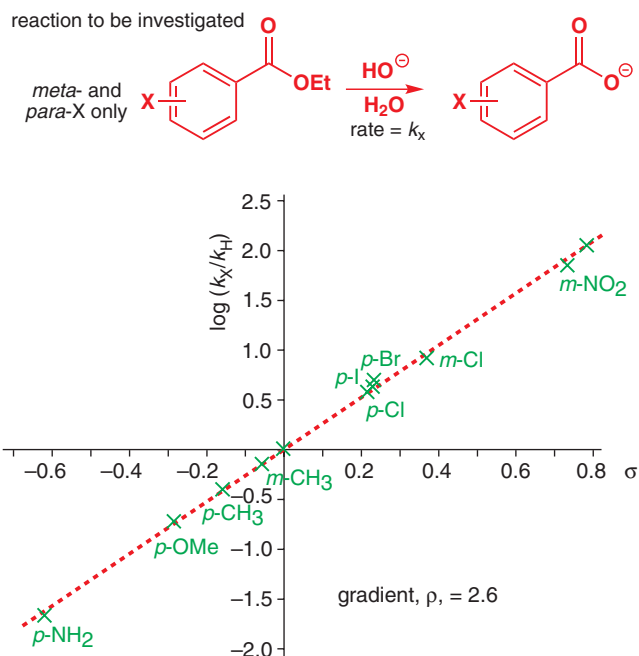 reaction to be investigated
meta- and
para-X only
X
O
OEt
HO⊖
H2O
rate = kx
X
O
O⊖
log (kX/kH)
2.5
2.0
1.5
1.0
0.5
−0.5
−1.0
−1.5
−2.0
−0.6
−0.4
−0.2
0.2
0.4
0.6
0.8
σ
m-NO2
p-Br
m-Cl
p-I
p-Cl
m-CH3
p-CH3
p-OMe
p-NH2
gradient, ρ, = 2.6